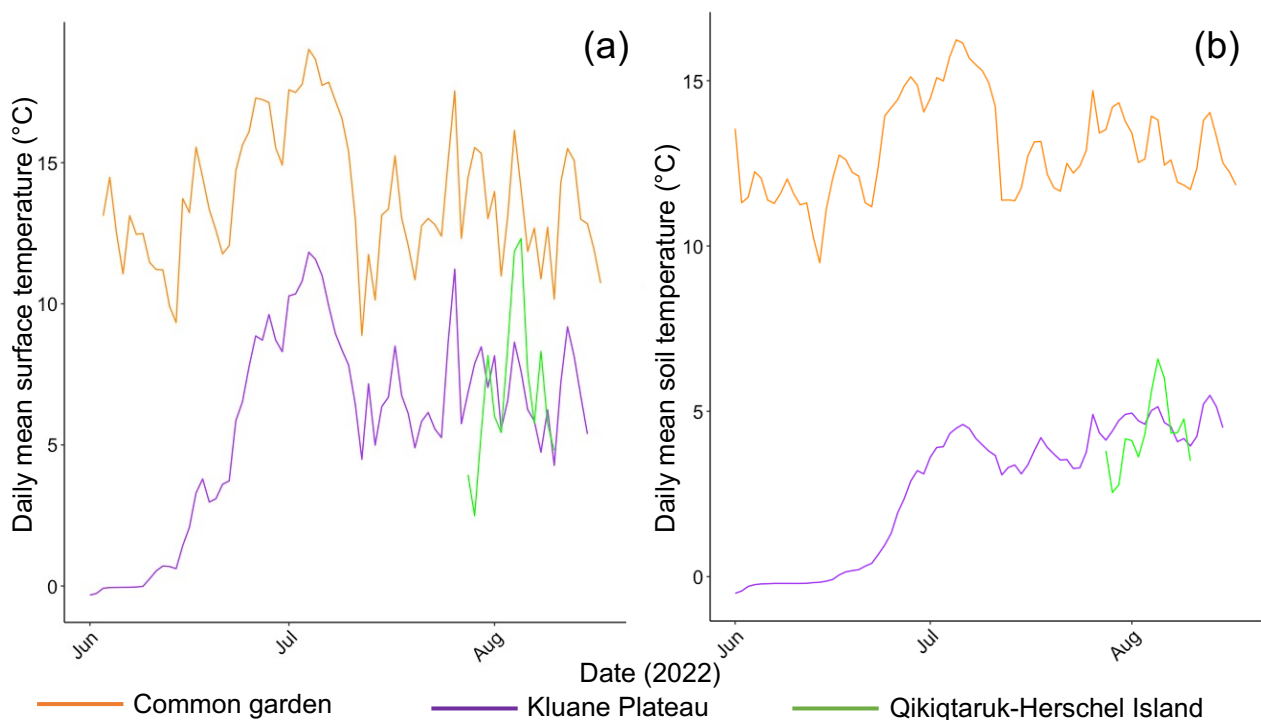 (a)
Daily mean surface temperature (°C)
15
10
5
0
Jun
Jul
Aug
(b)
Daily mean soil temperature (°C)
15
10
5
0
Jun
Jul
Aug
Date (2022)
Common garden
Kluane Plateau
Qikiqtaruk-Herschel Island